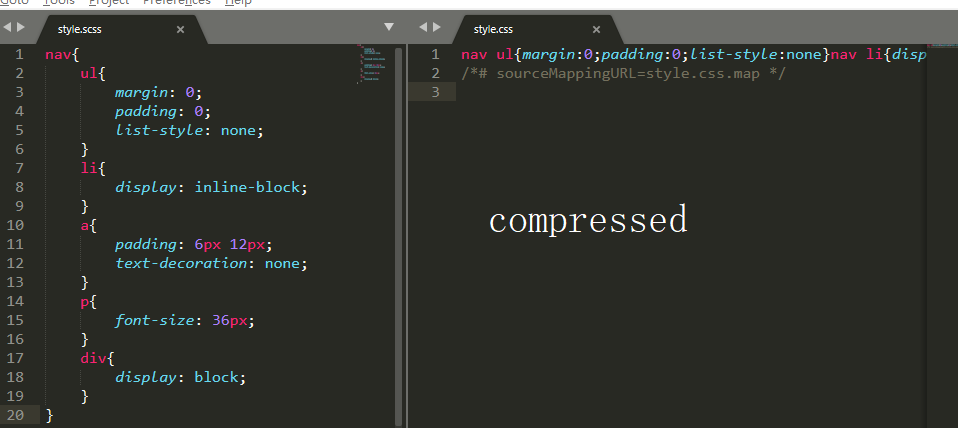 Goto Tools Project Preferences Help
style.scss
1 nav{
2 ul{
3 margin: 0;
4 padding: 0;
5 list-style: none;
6 }
7 li{
8 display: inline-block;
9 }
10 a{
11 padding: 6px 12px;
12 text-decoration: none;
13 }
14 p{
15 font-size: 36px;
16 }
17 div{
18 display: block;
19 }
20 }
style.css
1 nav ul{margin:0;padding:0;list-style:none}nav li{disp
2 /*# sourceMappingURL=style.css.map */
3
compressed